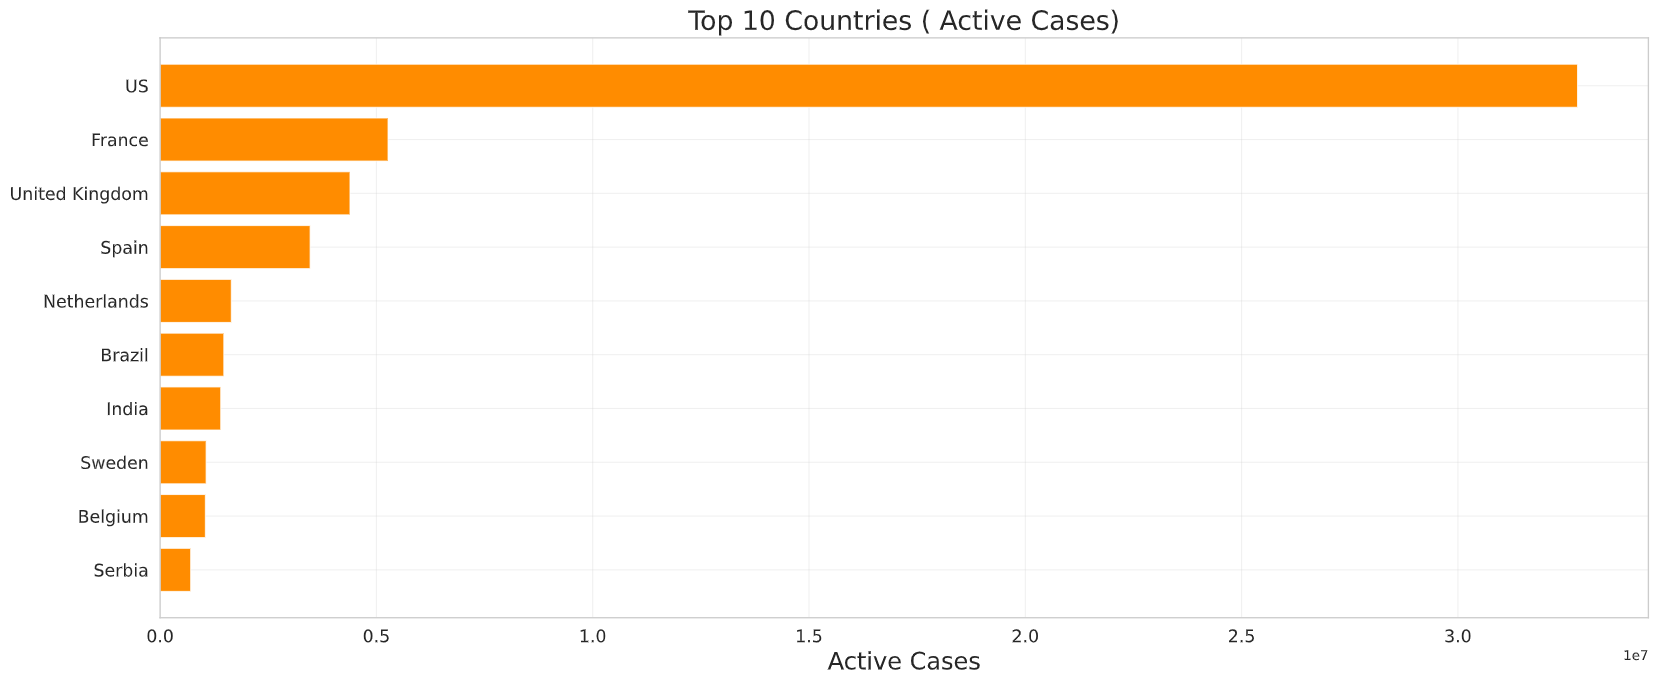 Top 10 Countries ( Active Cases)
US
France
United Kingdom
Spain
Netherlands
Brazil
India
Sweden
Belgium
Serbia
0.0 0.5 1.0 1.5 2.0 2.5 3.0
1e7
Active Cases